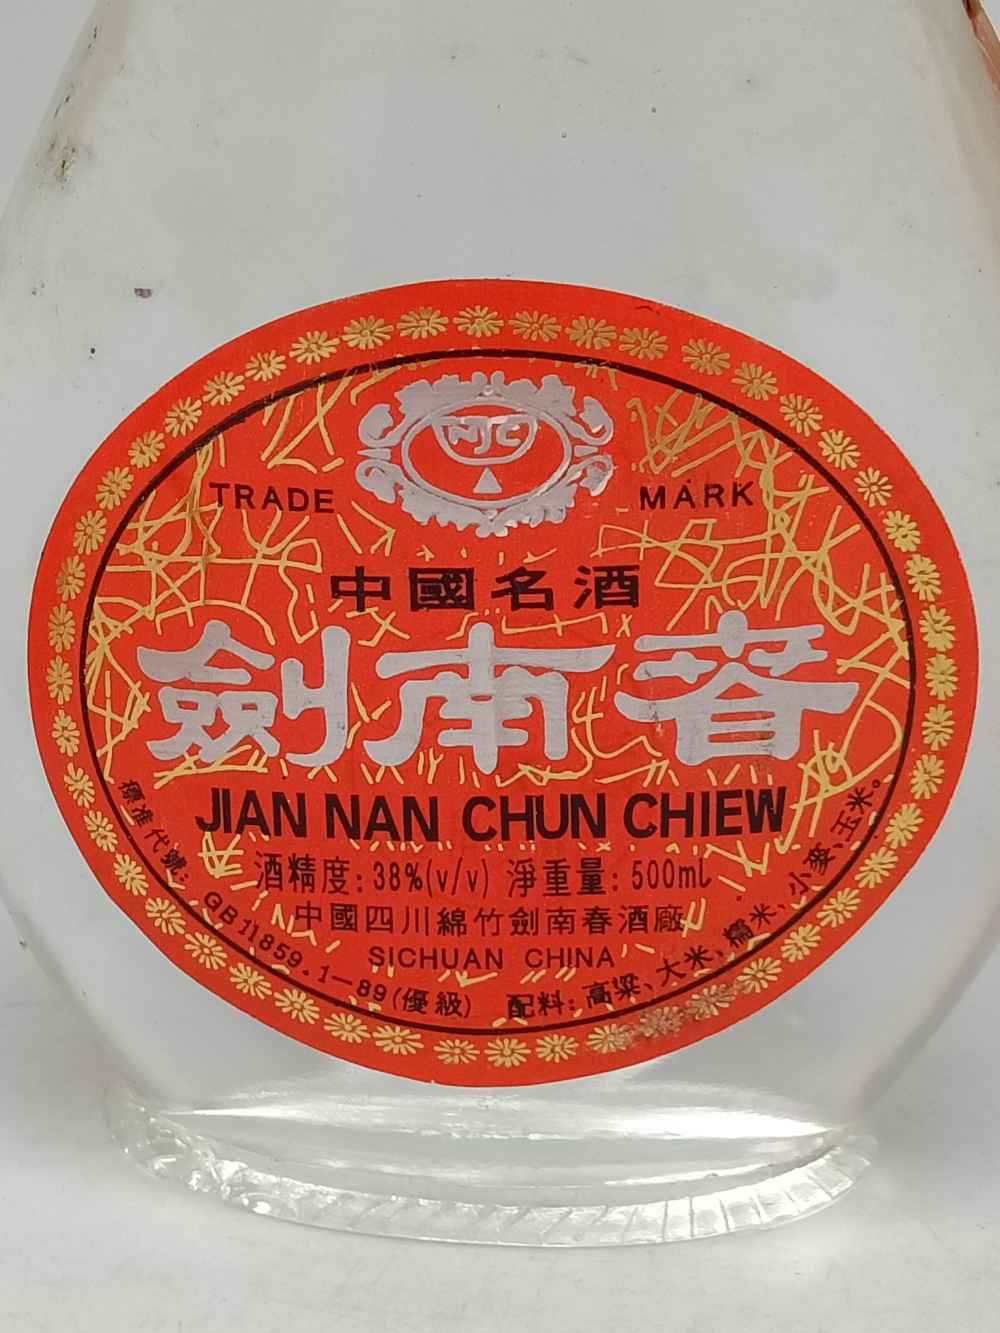 NJC
TRADE MARK
中國名酒
劍南春
JIAN NAN CHUN CHIEW
酒精度:38%(v/v) 淨重量:500ml
中國四川綿竹劍南春酒廠
SICHUAN CHINA
標准代號:GB11859.1—89(優級) 配料:高粱、大米、糯米、小麥、玉米。